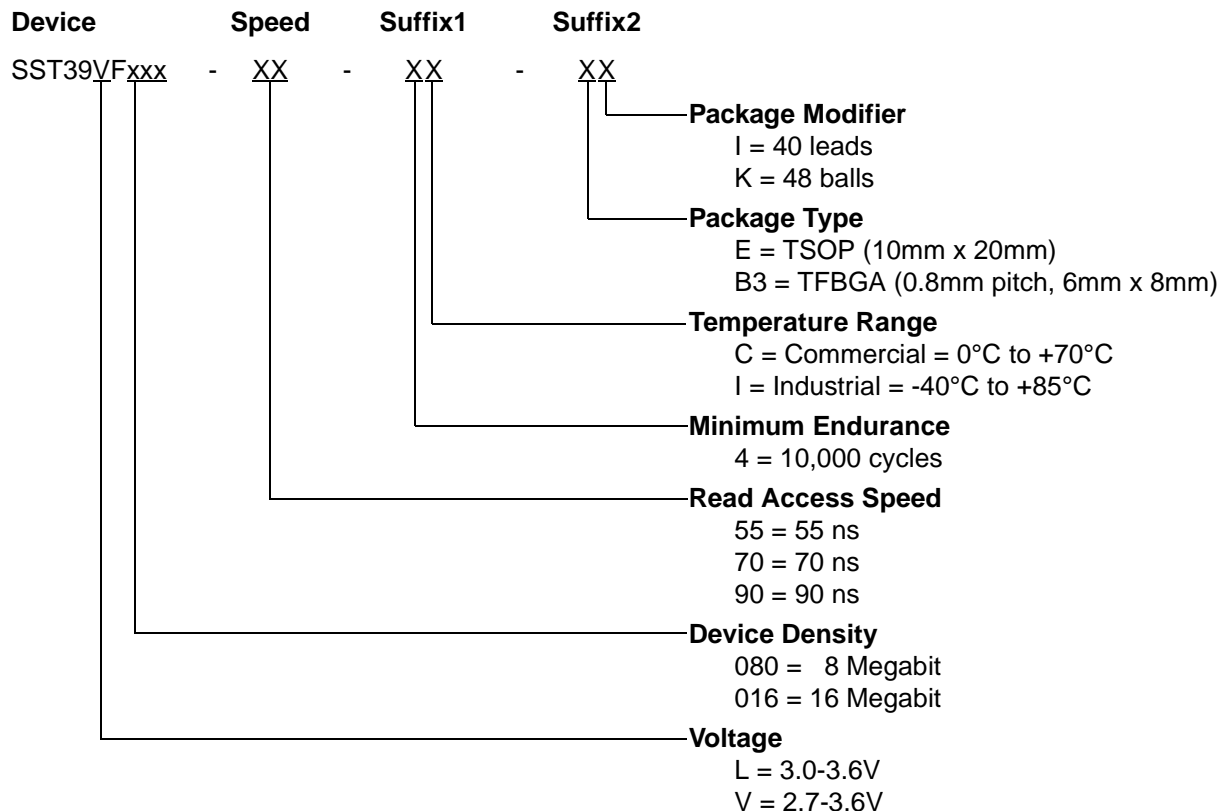 Device Speed Suffix1 Suffix2
SST39VFxxx - XX - XX - XX
Package Modifier
I = 40 leads
K = 48 balls
Package Type
E = TSOP (10mm x 20mm)
B3 = TFBGA (0.8mm pitch, 6mm x 8mm)
Temperature Range
C = Commercial = 0°C to +70°C
I = Industrial = -40°C to +85°C
Minimum Endurance
4 = 10,000 cycles
Read Access Speed
55 = 55 ns
70 = 70 ns
90 = 90 ns
Device Density
080 = 8 Megabit
016 = 16 Megabit
Voltage
L = 3.0-3.6V
V = 2.7-3.6V